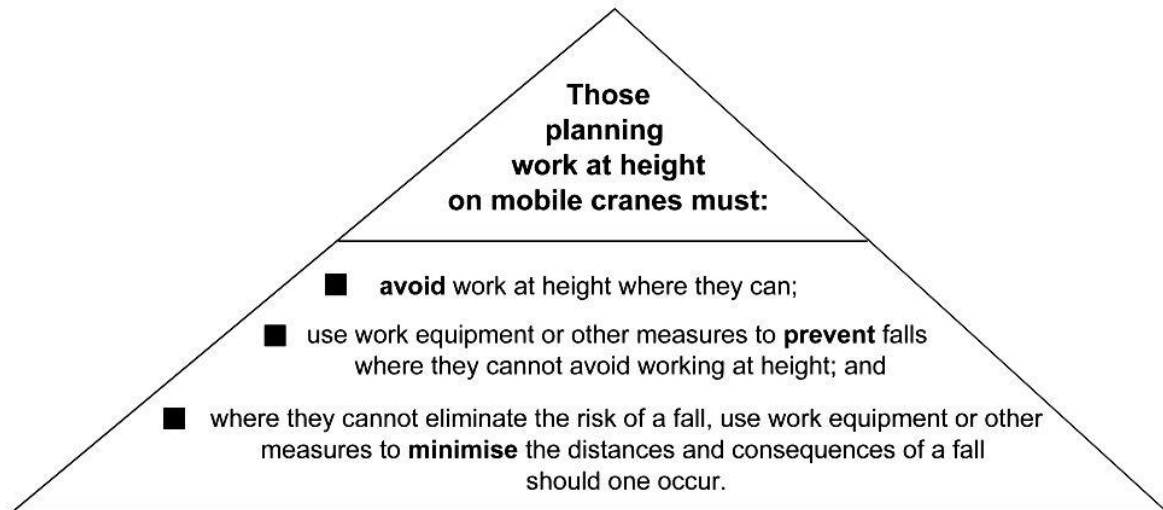 Those
planning
work at height
on mobile cranes must:
■ avoid work at height where they can;
■ use work equipment or other measures to prevent falls
where they cannot avoid working at height; and
■ where they cannot eliminate the risk of a fall, use work equipment or other
measures to minimise the distances and consequences of a fall
should one occur.